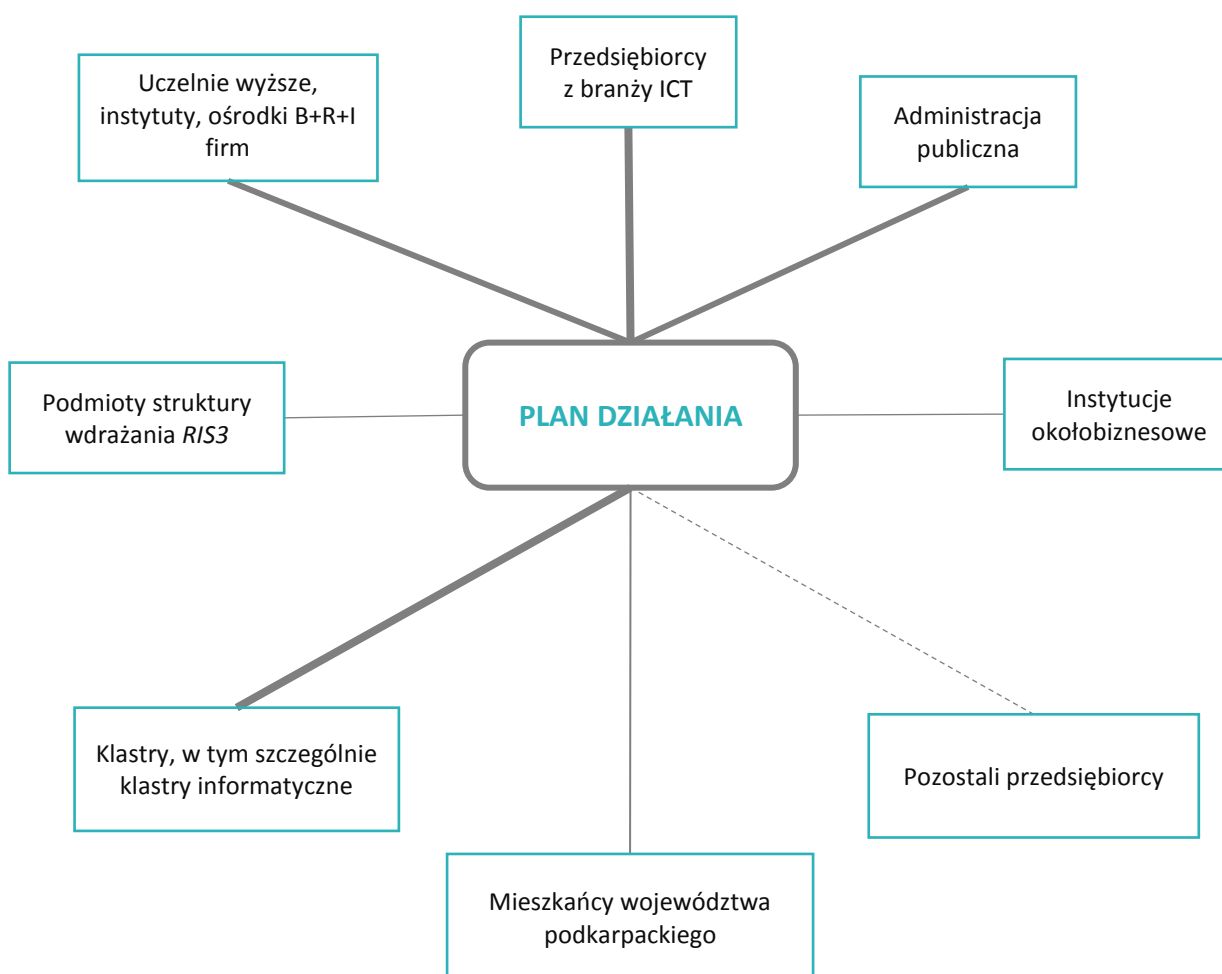 Przedsiębiorcy
z branży ICT
Uczelnie wyższe,
instytuty, ośrodki B+R+I
firm
Administracja
publiczna
Podmioty struktury
wdrażania RIS3
PLAN DZIAŁANIA
Instytucje
okołobiznesowe
Klastry, w tym szczególnie
klastry informatyczne
Pozostali przedsiębiorcy
Mieszkańcy województwa
podkarpackiego